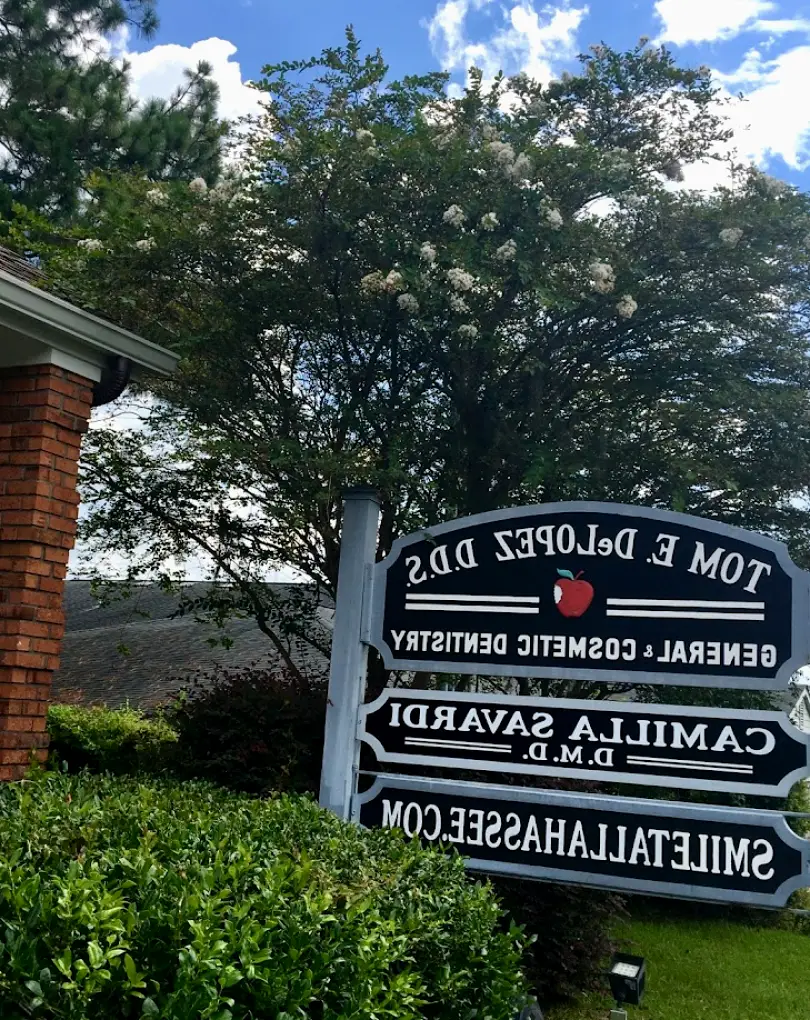 TOM E. DeLOPEZ D.D.S.
GENERAL & COSMETIC DENTISTRY
CAMILLA SAVARDI
D.M.D.
SMILETALLAHASSEE.COM